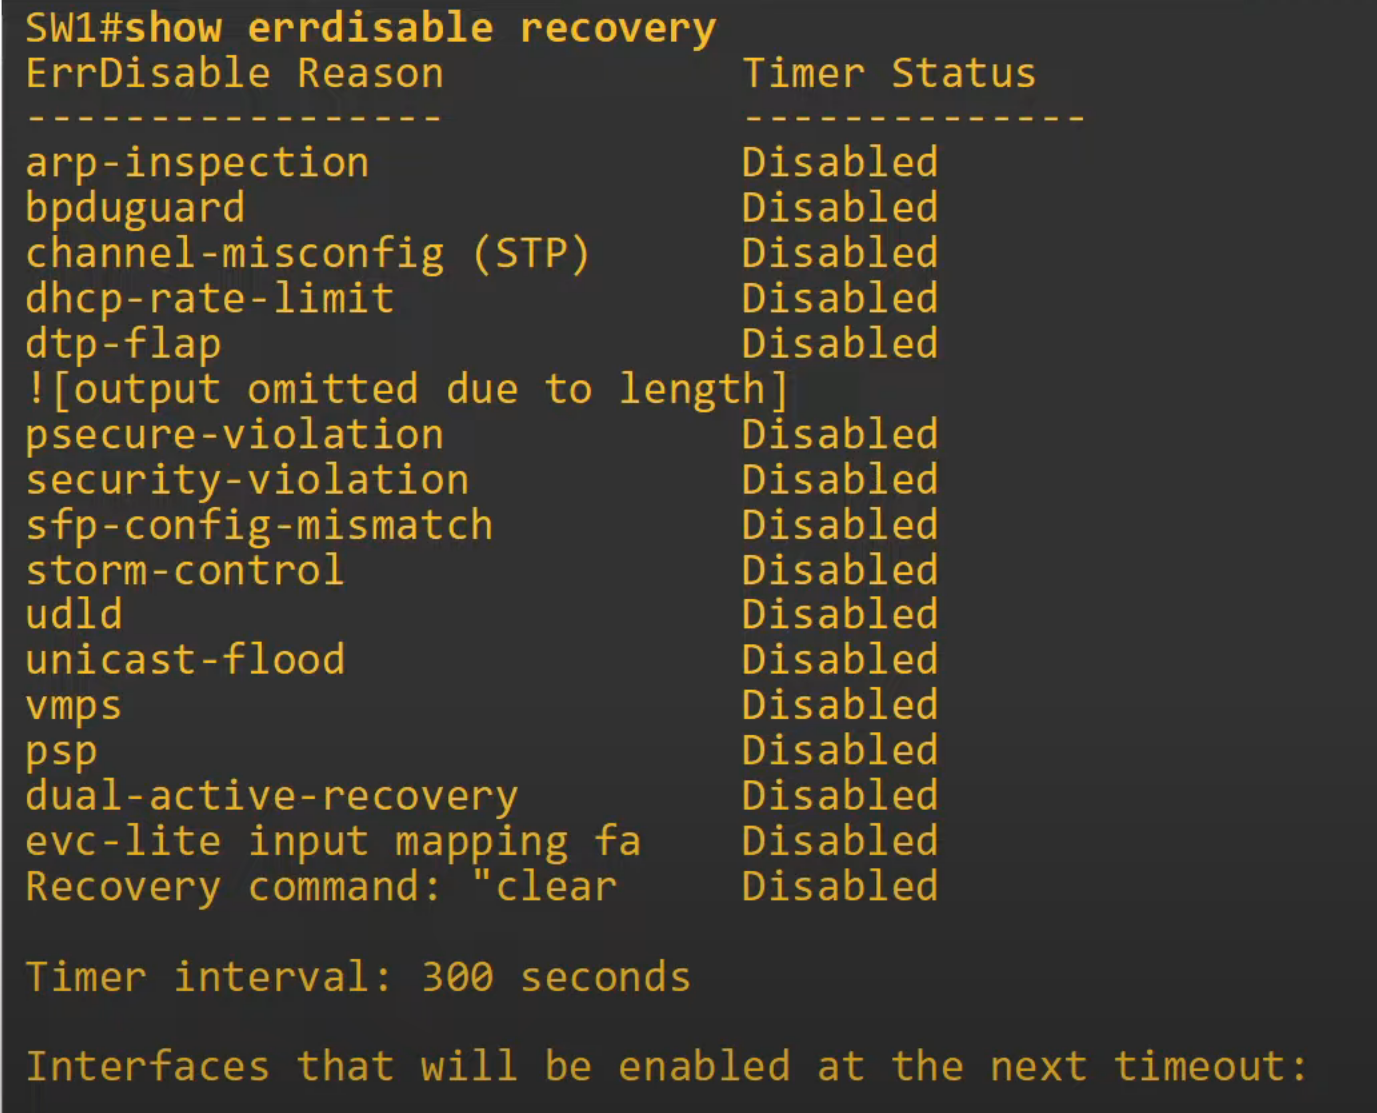 SW1#show errdisable recovery
ErrDisable Reason            Timer Status
-----------------            --------------
arp-inspection               Disabled
bpduguard                    Disabled
channel-misconfig (STP)      Disabled
dhcp-rate-limit              Disabled
dtp-flap                     Disabled
![output omitted due to length]
psecure-violation            Disabled
security-violation           Disabled
sfp-config-mismatch          Disabled
storm-control                Disabled
udld                         Disabled
unicast-flood                Disabled
vmps                         Disabled
psp                          Disabled
dual-active-recovery         Disabled
evc-lite input mapping fa    Disabled
Recovery command: "clear     Disabled
Timer interval: 300 seconds
Interfaces that will be enabled at the next timeout: